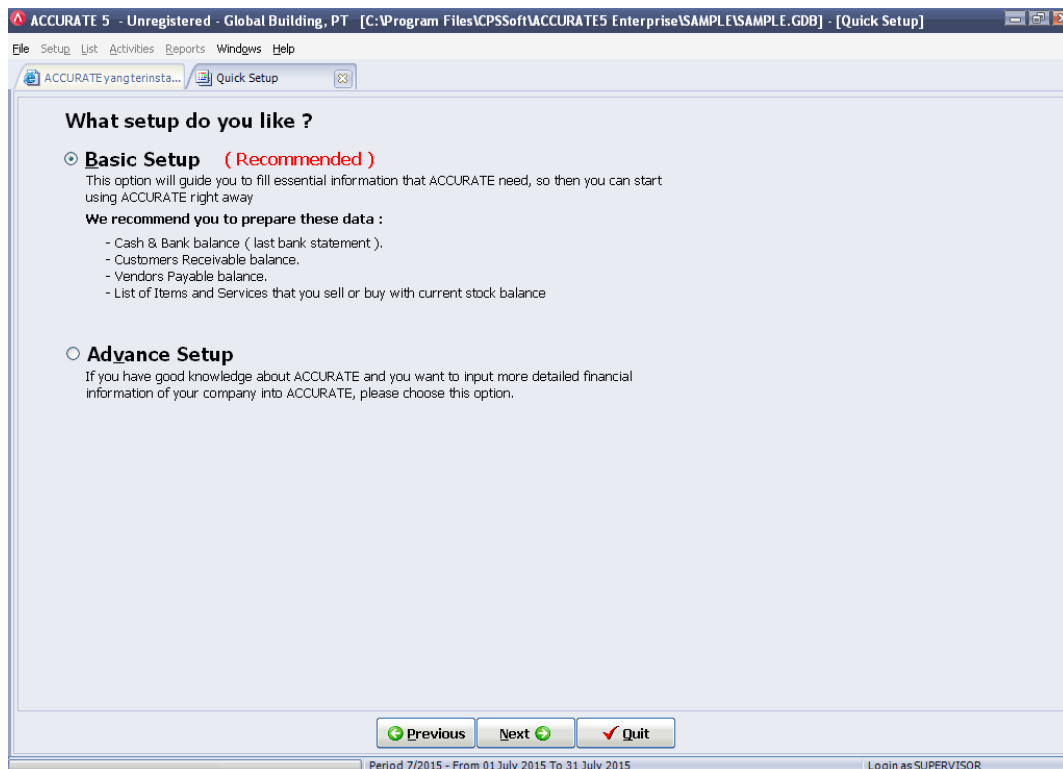 ACCURATE 5 - Unregistered - Global Building, PT [C:\Program Files\CPSSoft\ACCURATE5 Enterprise\SAMPLE\SAMPLE.GDB] - [Quick Setup]
File Setup List Activities Reports Windows Help
ACCURATE yang terinsta... Quick Setup
What setup do you like ?
Basic Setup ( Recommended )
This option will guide you to fill essential information that ACCURATE need, so then you can start
using ACCURATE right away
We recommend you to prepare these data :
- Cash & Bank balance ( last bank statement ).
- Customers Receivable balance.
- Vendors Payable balance.
- List of Items and Services that you sell or buy with current stock balance
Advance Setup
If you have good knowledge about ACCURATE and you want to input more detailed financial
information of your company into ACCURATE, please choose this option.
Previous Next Quit
Period 7/2015 - From 01 July 2015 To 31 July 2015 Login as SUPERVISOR